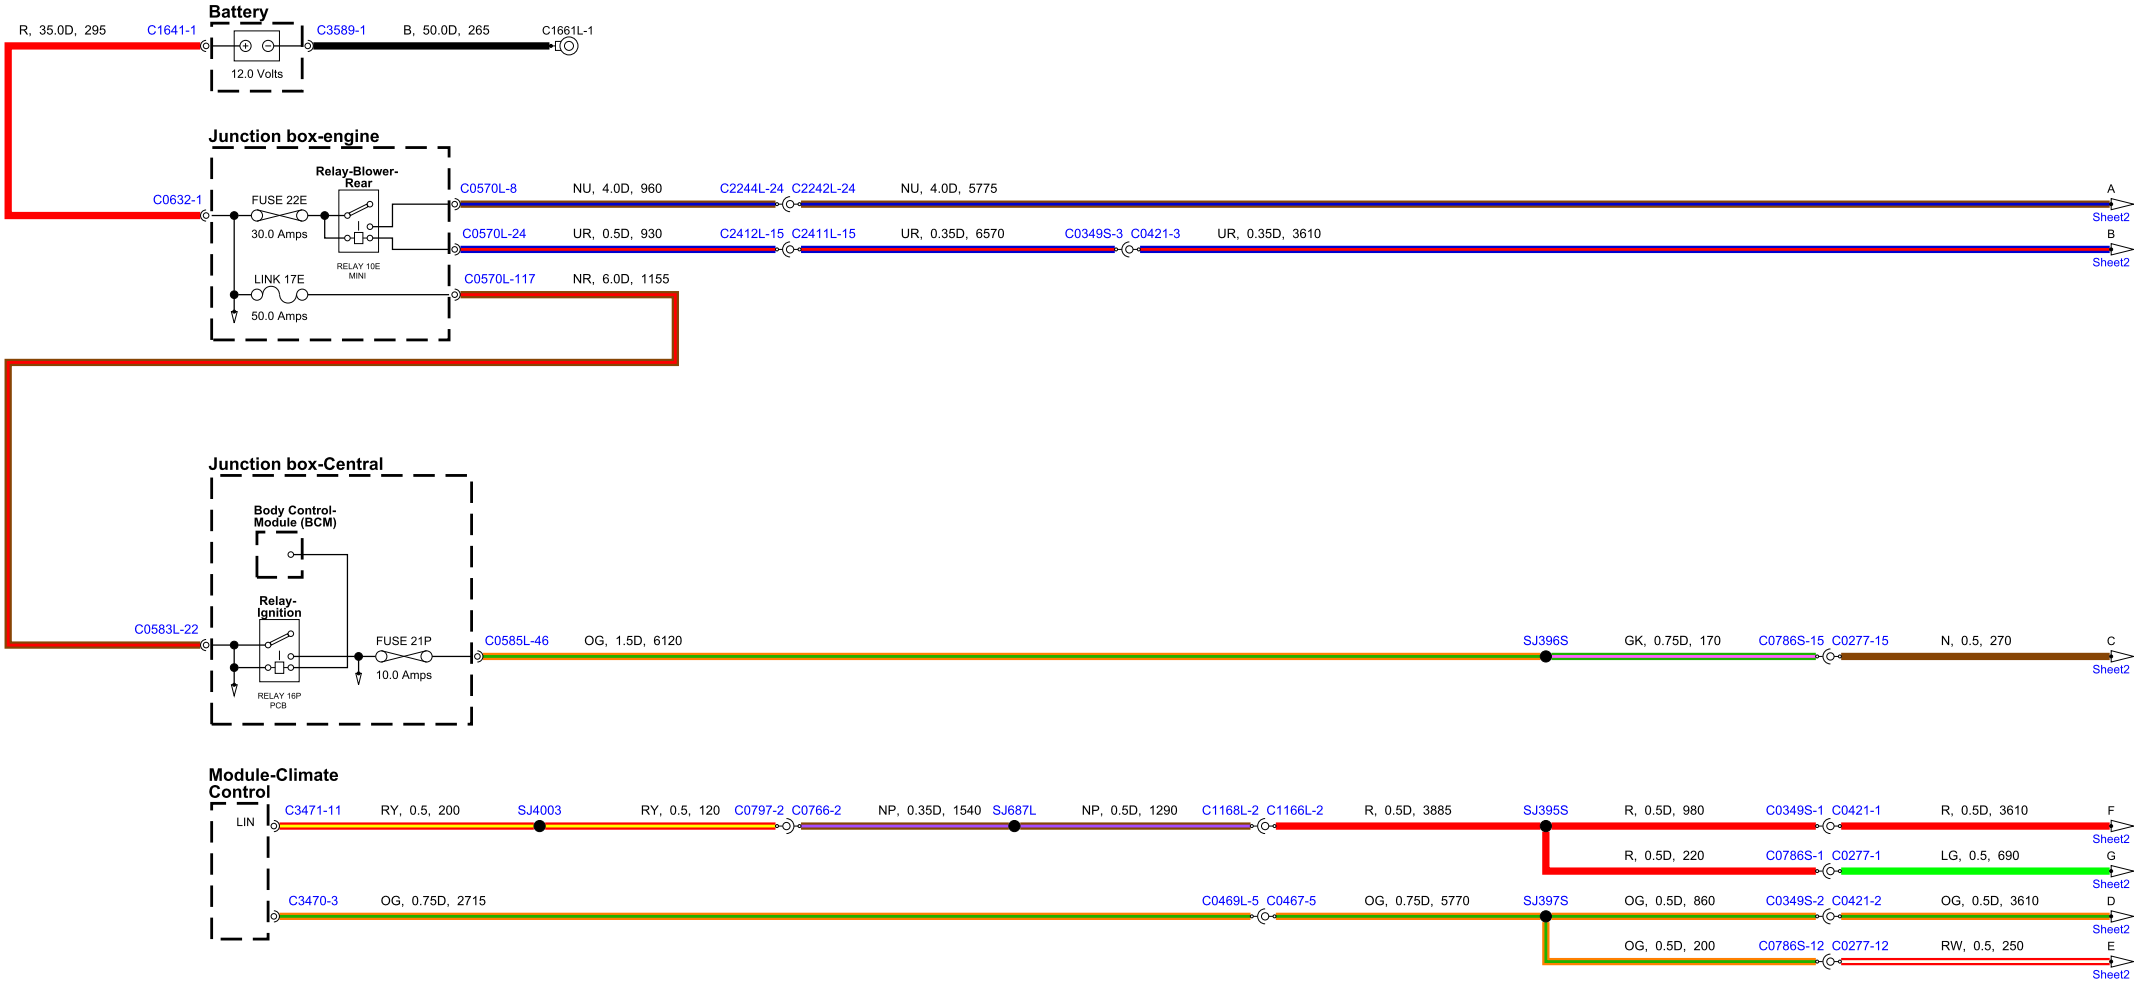 Battery
R, 35.0D, 295
C1641-1
C3589-1
B, 50.0D, 265
C1661L-1
12.0 Volts
Junction box-engine
Relay-Blower-
Rear
C0632-1
FUSE 22E
30.0 Amps
RELAY 10E
MINI
LINK 17E
50.0 Amps
C0570L-8
NU, 4.0D, 960
C2244L-24
C2242L-24
NU, 4.0D, 5775
A
Sheet2
C0570L-24
UR, 0.5D, 930
C2412L-15
C2411L-15
UR, 0.35D, 6570
C0349S-3
C0421-3
UR, 0.35D, 3610
B
Sheet2
C0570L-117
NR, 6.0D, 1155
Junction box-Central
Body Control-
Module (BCM)
Relay-
Ignition
C0583L-22
RELAY 16P
PCB
FUSE 21P
10.0 Amps
C0585L-46
OG, 1.5D, 6120
SJ396S
GK, 0.75D, 170
C0786S-15
C0277-15
N, 0.5, 270
C
Sheet2
Module-Climate
Control
LIN
C3471-11
RY, 0.5, 200
SJ4003
RY, 0.5, 120
C0797-2
C0766-2
NP, 0.35D, 1540
SJ687L
NP, 0.5D, 1290
C1168L-2
C1166L-2
R, 0.5D, 3885
SJ395S
R, 0.5D, 980
C0349S-1
C0421-1
R, 0.5D, 3610
F
Sheet2
R, 0.5D, 220
C0786S-1
C0277-1
LG, 0.5, 690
G
Sheet2
C3470-3
OG, 0.75D, 2715
C0469L-5
C0467-5
OG, 0.75D, 5770
SJ397S
OG, 0.5D, 860
C0349S-2
C0421-2
OG, 0.5D, 3610
D
Sheet2
OG, 0.5D, 200
C0786S-12
C0277-12
RW, 0.5, 250
E
Sheet2